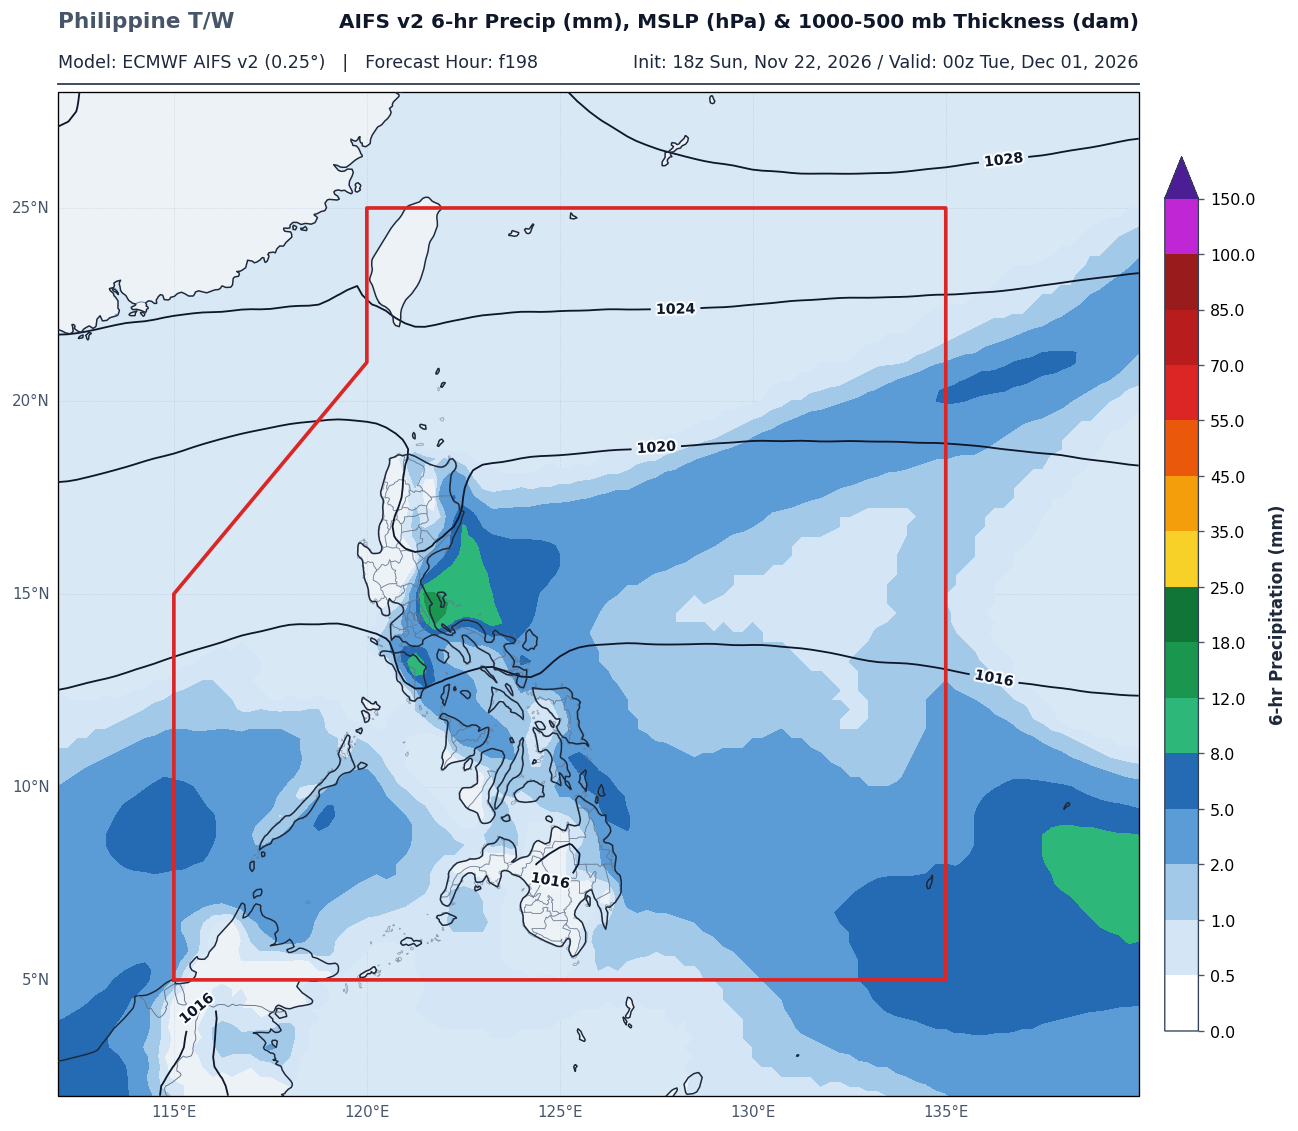 Philippine T/W
AIFS v2 6-hr Precip (mm), MSLP (hPa) & 1000-500 mb Thickness (dam)
Model: ECMWF AIFS v2 (0.25°) | Forecast Hour: f198
Init: 18z Sun, Nov 22, 2026 / Valid: 00z Tue, Dec 01, 2026
1028
25°N
1024
20°N
1020
15°N
1016
10°N
1016
5°N
1016
115°E
120°E
125°E
130°E
135°E
150.0
100.0
85.0
70.0
55.0
45.0
35.0
25.0
18.0
12.0
8.0
5.0
2.0
1.0
0.5
0.0
6-hr Precipitation (mm)